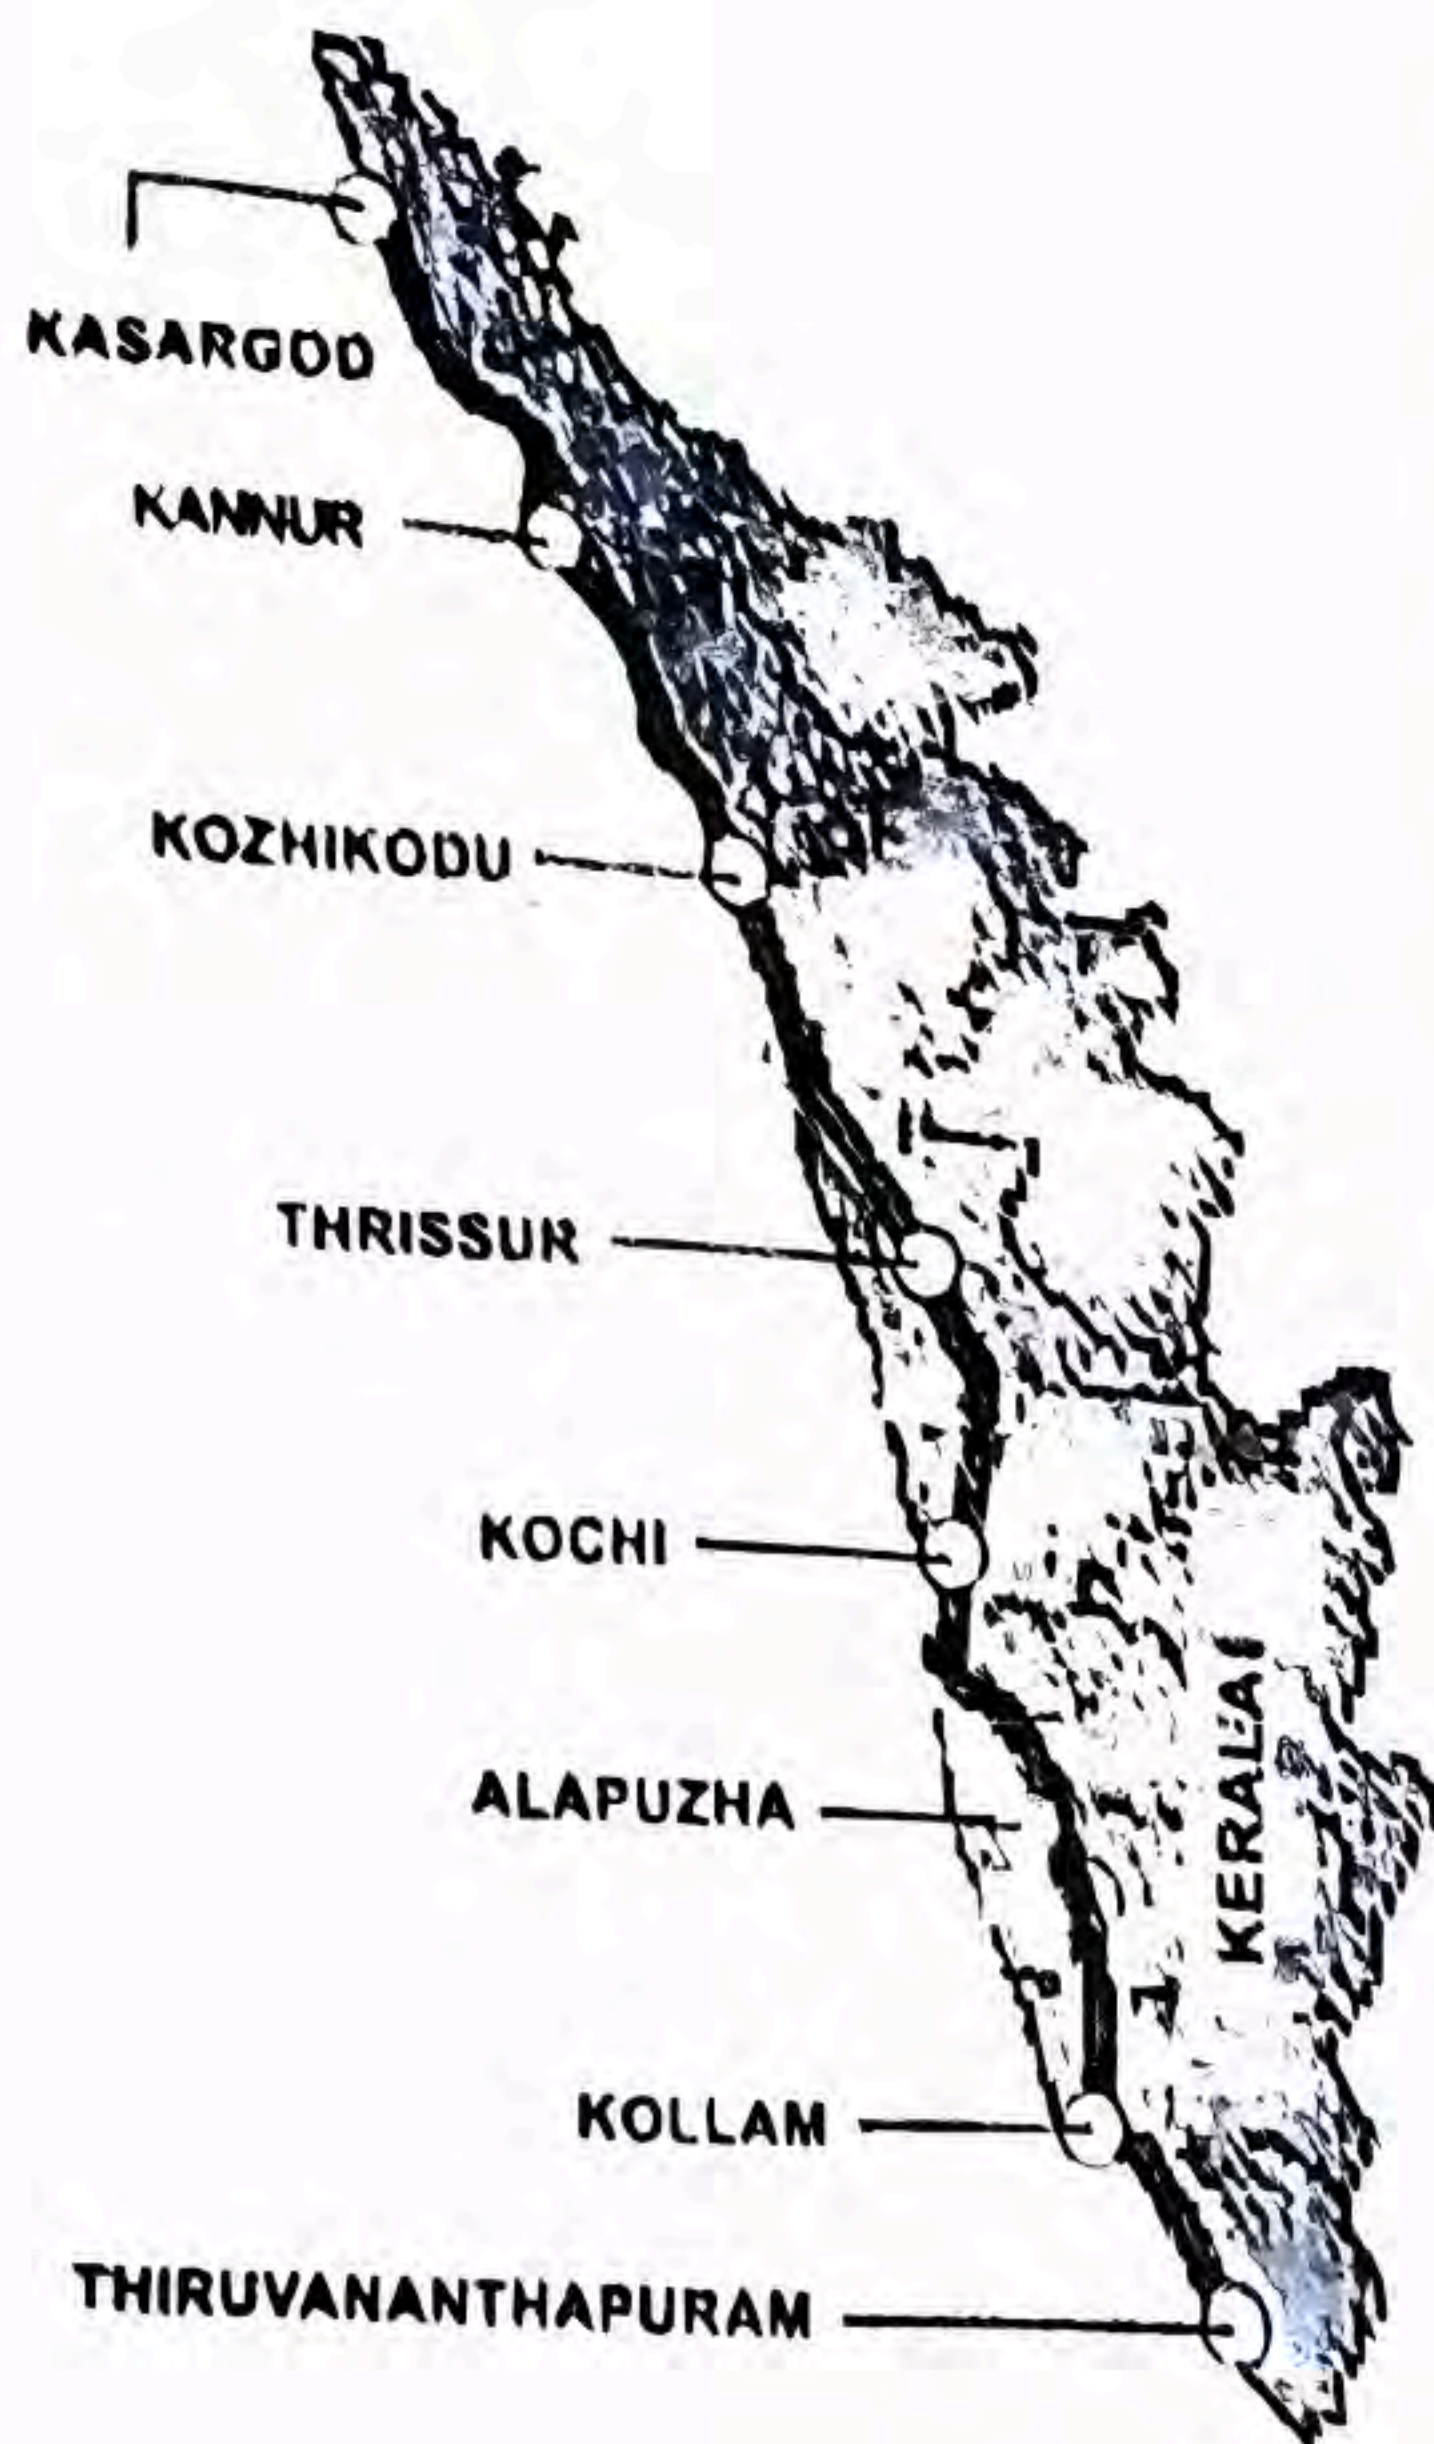 KASARGOD
KANNUR
KOZHIKODU
THRISSUR
KOCHI
KERALA
ALAPUZHA
KOLLAM
THIRUVANANTHAPURAM